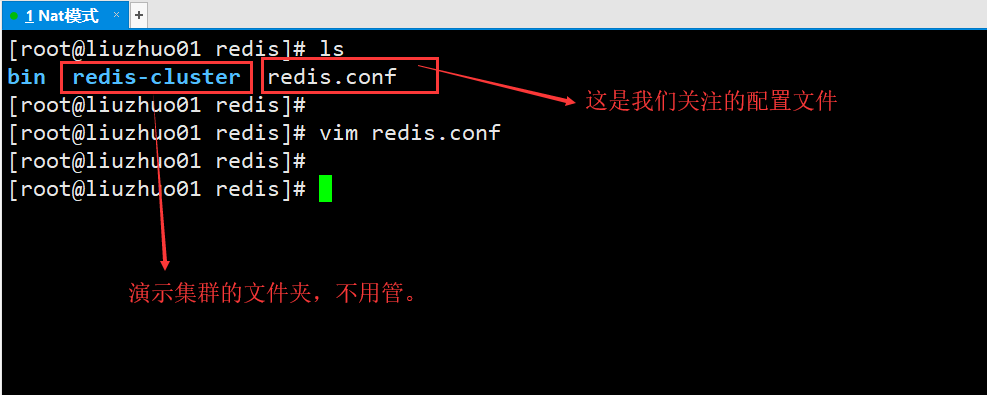 1 Nat模式 × +
[root@liuzhuo01 redis]# ls
bin redis-cluster redis.conf
这是我们关注的配置文件
[root@liuzhuo01 redis]#
[root@liuzhuo01 redis]# vim redis.conf
[root@liuzhuo01 redis]#
[root@liuzhuo01 redis]#
演示集群的文件夹，不用管。